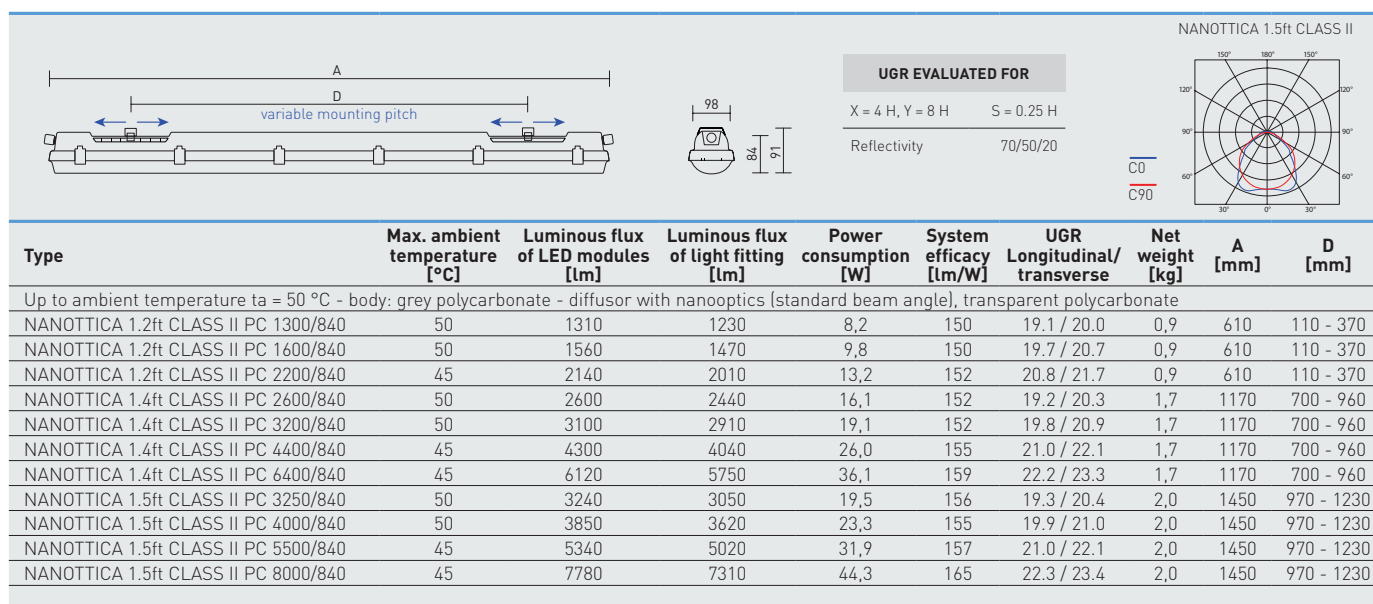 NANOTTICA 1.5ft CLASS II
150° 180° 150°
120° 120°
90° 90°
60° 60°
30° 0° 30°
C0
C90
A
D
variable mounting pitch
98
84
91
UGR EVALUATED FOR
X = 4 H, Y = 8 H S = 0.25 H
Reflectivity 70/50/20
Type Max. ambient temperature [°C] Luminous flux of LED modules [lm] Luminous flux of light fitting [lm] Power consumption [W] System efficacy [lm/W] UGR Longitudinal/ transverse Net weight [kg] A [mm] D [mm]
Up to ambient temperature ta = 50 °C - body: grey polycarbonate - diffusor with nanooptics (standard beam angle), transparent polycarbonate
NANOTTICA 1.2ft CLASS II PC 1300/840 50 1310 1230 8,2 150 19.1 / 20.0 0,9 610 110 - 370
NANOTTICA 1.2ft CLASS II PC 1600/840 50 1560 1470 9,8 150 19.7 / 20.7 0,9 610 110 - 370
NANOTTICA 1.2ft CLASS II PC 2200/840 45 2140 2010 13,2 152 20.8 / 21.7 0,9 610 110 - 370
NANOTTICA 1.4ft CLASS II PC 2600/840 50 2600 2440 16,1 152 19.2 / 20.3 1,7 1170 700 - 960
NANOTTICA 1.4ft CLASS II PC 3200/840 50 3100 2910 19,1 152 19.8 / 20.9 1,7 1170 700 - 960
NANOTTICA 1.4ft CLASS II PC 4400/840 45 4300 4040 26,0 155 21.0 / 22.1 1,7 1170 700 - 960
NANOTTICA 1.4ft CLASS II PC 6400/840 45 6120 5750 36,1 159 22.2 / 23.3 1,7 1170 700 - 960
NANOTTICA 1.5ft CLASS II PC 3250/840 50 3240 3050 19,5 156 19.3 / 20.4 2,0 1450 970 - 1230
NANOTTICA 1.5ft CLASS II PC 4000/840 50 3850 3620 23,3 155 19.9 / 21.0 2,0 1450 970 - 1230
NANOTTICA 1.5ft CLASS II PC 5500/840 45 5340 5020 31,9 157 21.0 / 22.1 2,0 1450 970 - 1230
NANOTTICA 1.5ft CLASS II PC 8000/840 45 7780 7310 44,3 165 22.3 / 23.4 2,0 1450 970 - 1230